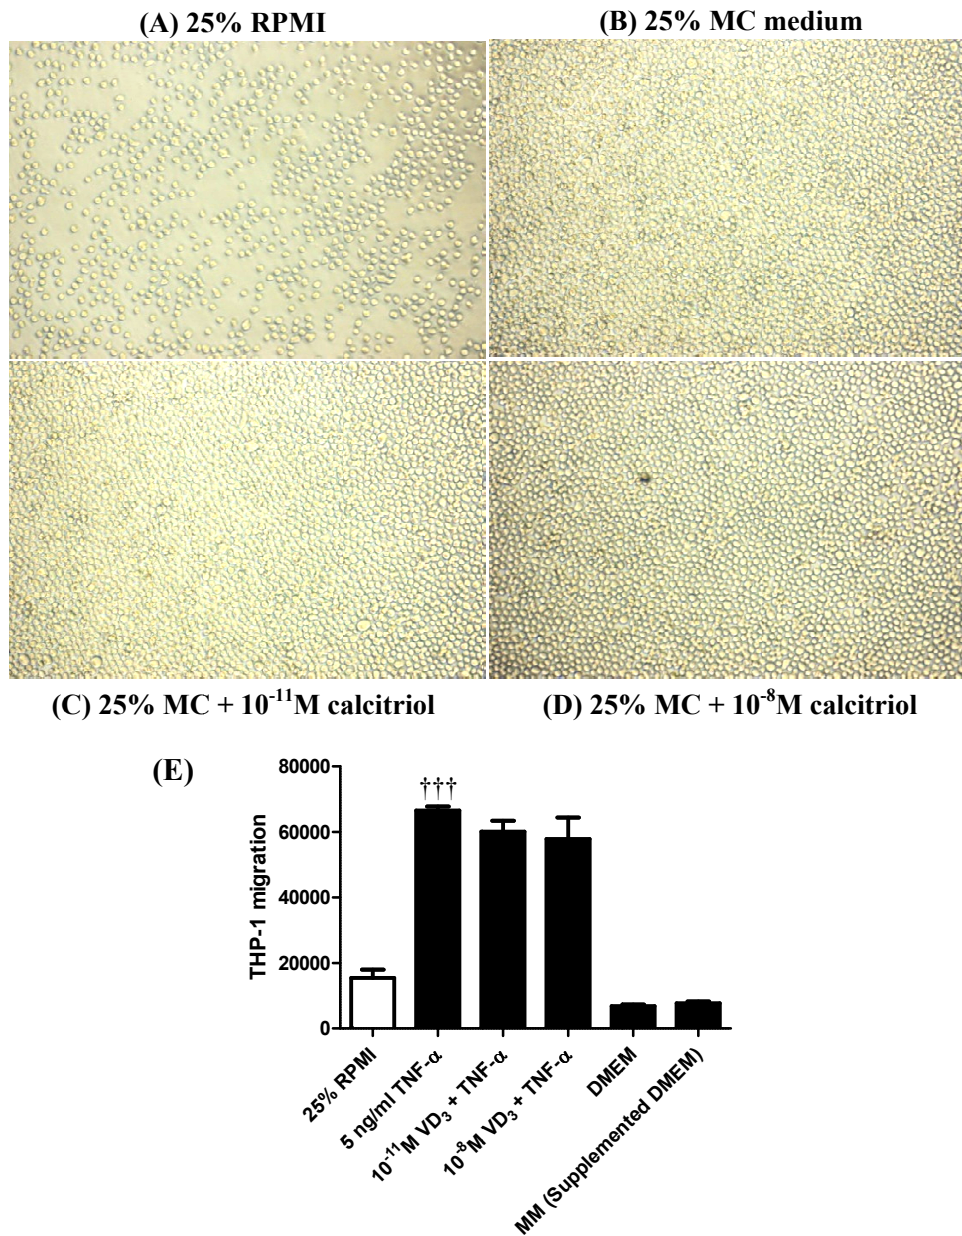 (A) 25% RPMI
(B) 25% MC medium
(C) 25% MC + 10⁻¹¹M calcitriol
(D) 25% MC + 10⁻⁸M calcitriol
(E)
THP-1 migration
80000
60000
40000
20000
0
†††
25% RPMI
5 ng/ml TNF-α
10⁻¹¹M VD₃ + TNF-α
10⁻⁸M VD₃ + TNF-α
DMEM
MM (Supplemented DMEM)